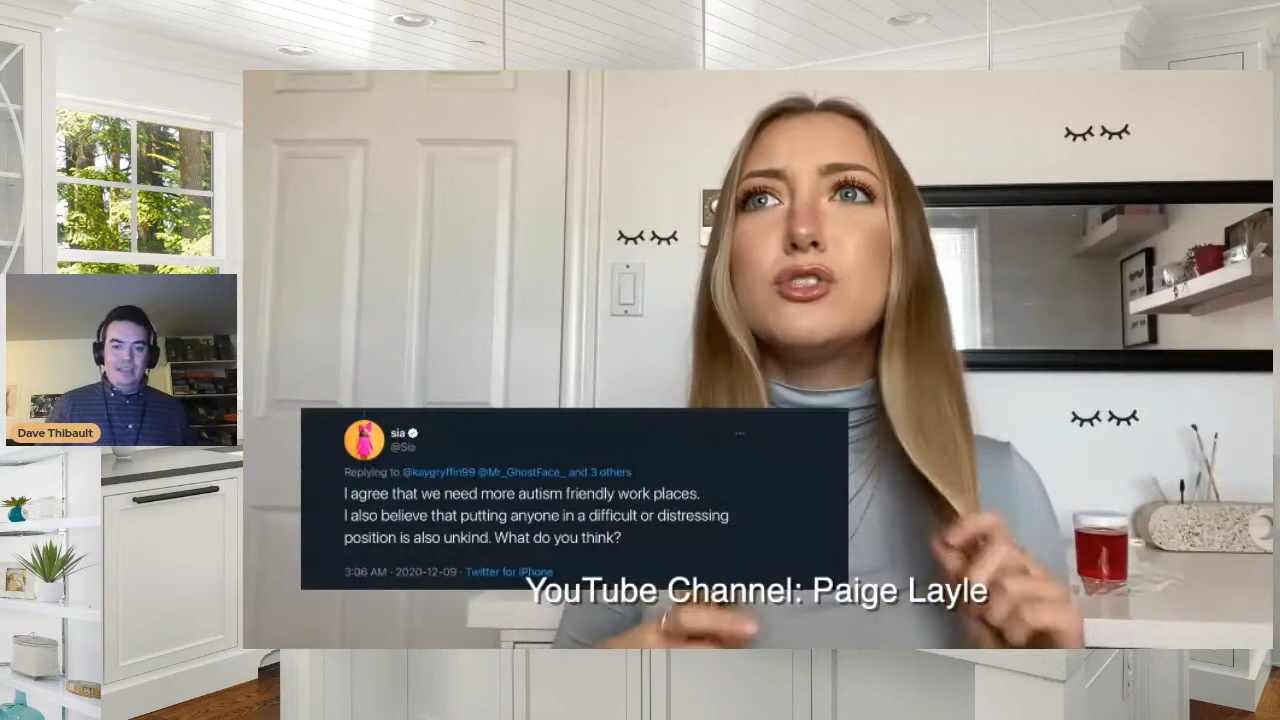 sia
@Sia
Replying to @kaygryffin99 @Mr_GhostFace_ and 3 others
I agree that we need more autism friendly work places.
I also believe that putting anyone in a difficult or distressing
position is also unkind. What do you think?
3:06 AM · 2020-12-09 · Twitter for iPhone
YouTube Channel: Paige Layle
Dave Thibault